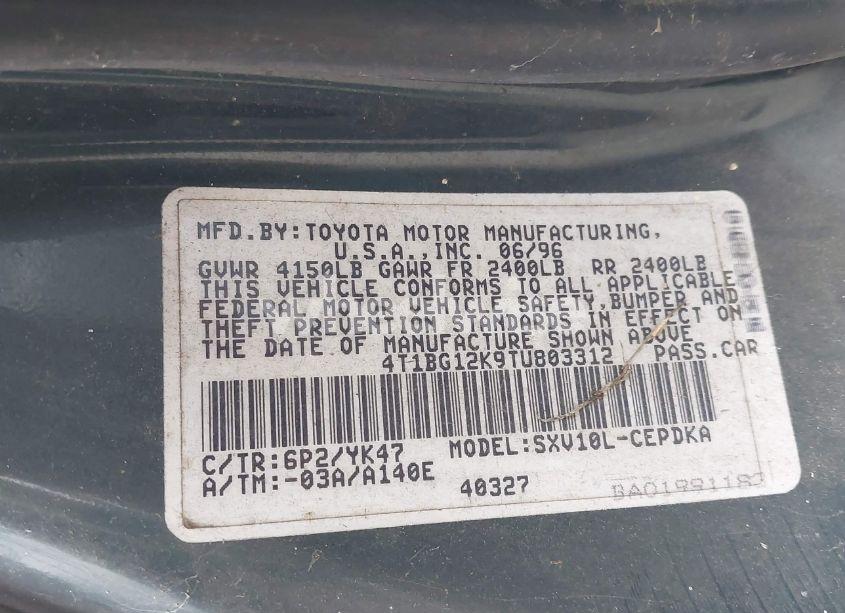 MFD.BY:TOYOTA MOTOR MANUFACTURING,
U.S.A.,INC. 06/96
GVWR 4150LB GAWR FR 2400LB RR 2400LB
THIS VEHICLE CONFORMS TO ALL APPLICABLE
FEDERAL MOTOR VEHICLE SAFETY,BUMPER AND
THEFT PREVENTION STANDARDS IN EFFECT ON
THE DATE OF MANUFACTURE SHOWN ABOVE
4T1BG12K9TU803312 PASS.CAR
C/TR:6P2/YK47 MODEL:SXV10L-CEPDKA
A/TM:-03A/A140E 40327